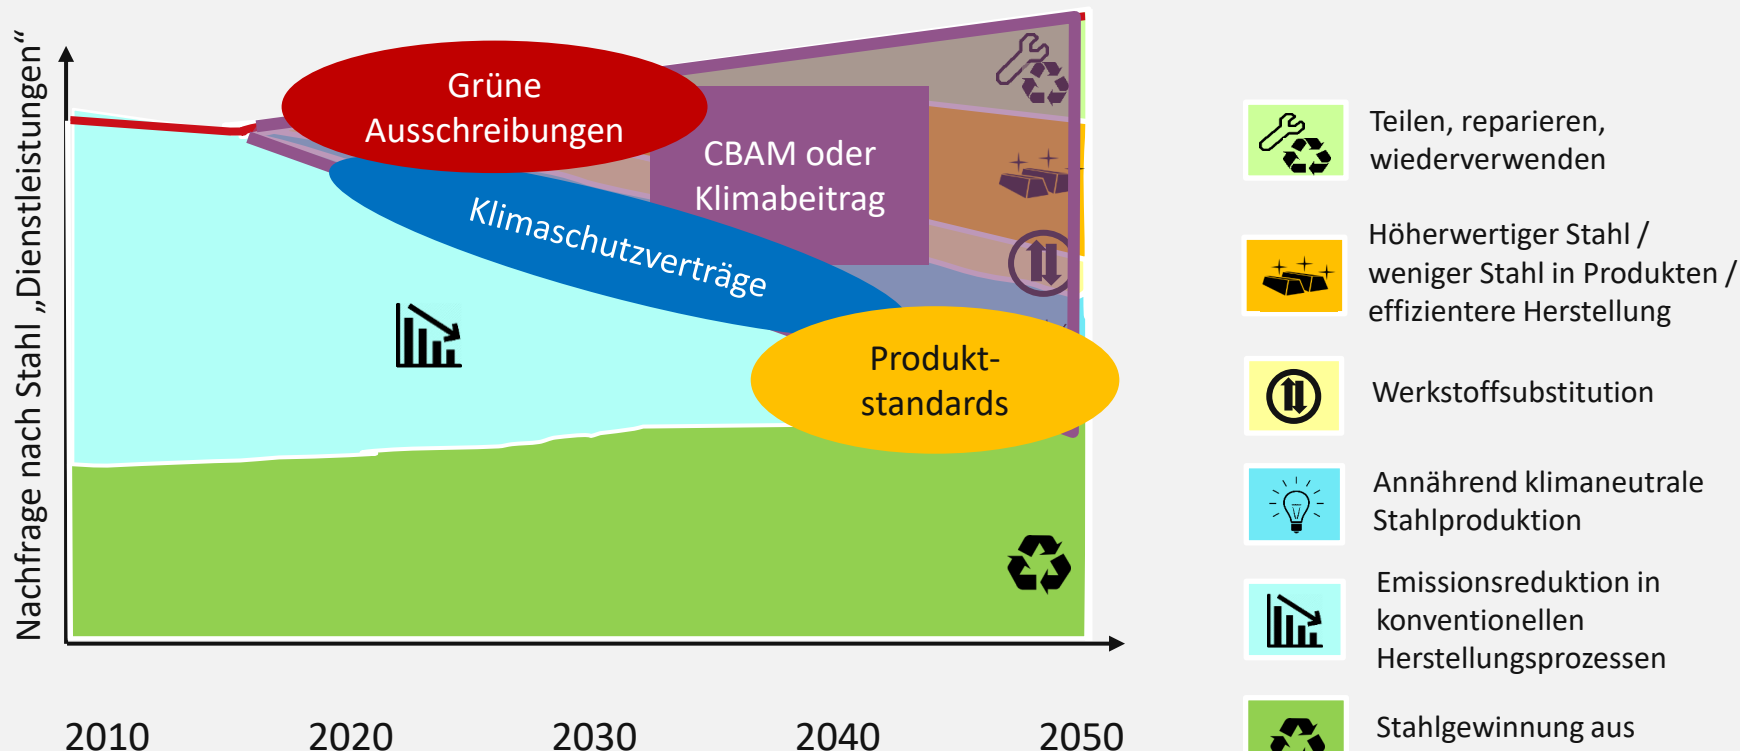 Nachfrage nach Stahl „Dienstleistungen“
Grüne
Ausschreibungen
CBAM oder
Klimabeitrag
Klimaschutzverträge
Produkt-
standards
2010 2020 2030 2040 2050
Teilen, reparieren,
wiederverwenden
Höherwertiger Stahl /
weniger Stahl in Produkten /
effizientere Herstellung
Werkstoffsubstitution
Annährend klimaneutrale
Stahlproduktion
Emissionsreduktion in
konventionellen
Herstellungsprozessen
Stahlgewinnung aus